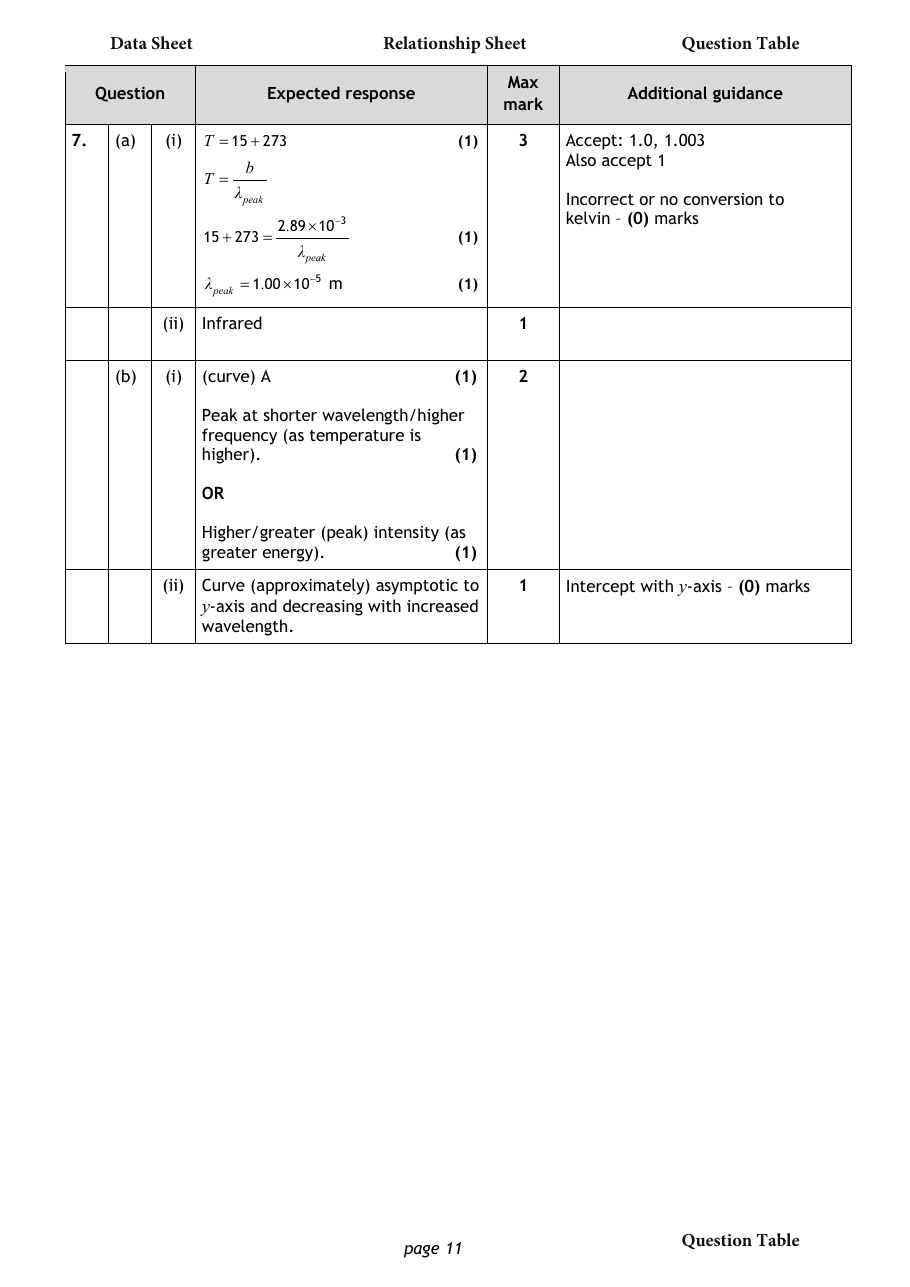 Data Sheet Relationship Sheet Question Table
Question Expected response Max mark Additional guidance
7. (a) (i) T = 15 + 273 (1) 3 Accept: 1.0, 1.003
Also accept 1
T = b / λpeak
Incorrect or no conversion to
kelvin – (0) marks
15 + 273 = 2.89 × 10⁻³ / λpeak (1)
λpeak = 1.00 × 10⁻⁵ m (1)
(ii) Infrared 1
(b) (i) (curve) A (1) 2
Peak at shorter wavelength/higher
frequency (as temperature is
higher). (1)
OR
Higher/greater (peak) intensity (as
greater energy). (1)
(ii) Curve (approximately) asymptotic to 1 Intercept with y-axis – (0) marks
y-axis and decreasing with increased
wavelength.
page 11 Question Table